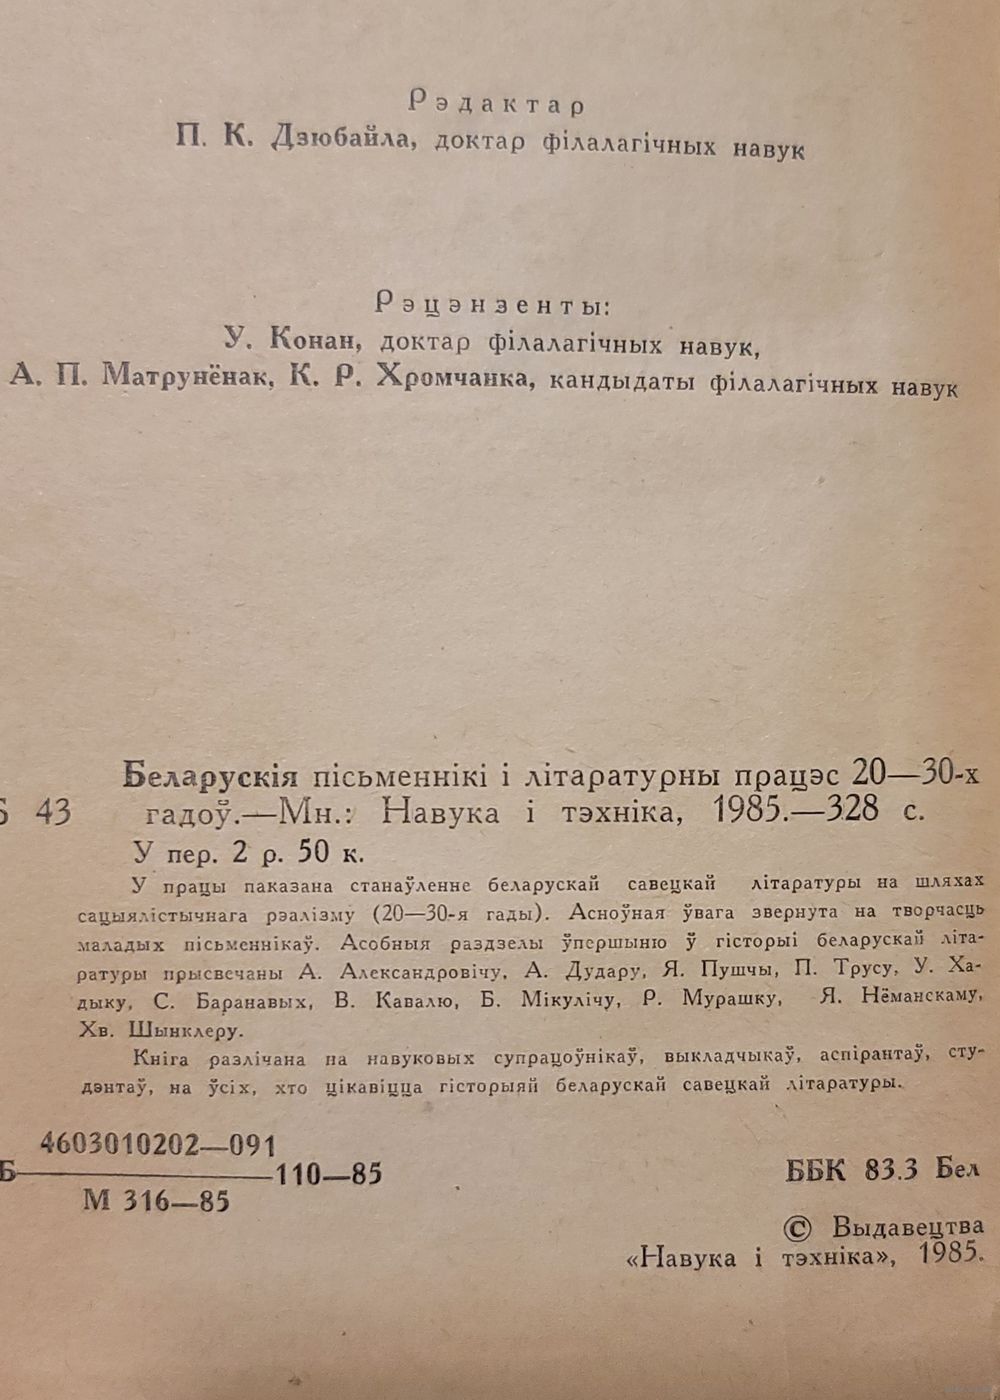 Рэдактар
П. К. Дзюбайла, доктар філалагічных навук
Рэцэнзенты:
У. Конан, доктар філалагічных навук,
А. П. Матрунёнак, К. Р. Хромчанка, кандыдаты філалагічных навук
Беларускія пісьменнікі і літаратурны працэс 20—30-х
Б 43 гадоў.—Мн.: Навука і тэхніка, 1985.—328 с.
У пер. 2 р. 50 к.
У працы паказана станаўленне беларускай савецкай літаратуры на шляхах
сацыялістычнага рэалізму (20—30-я гады). Асноўная ўвага звернута на творчасць
маладых пісьменнікаў. Асобныя раздзелы ўпершыню ў гісторыі беларускай літа-
ратуры прысвечаны А. Александровічу, А. Дудару, Я. Пушчы, П. Трусу, У. Ха-
дыку, С. Баранавых, В. Кавалю, Б. Мікулічу, Р. Мурашку, Я. Нёманскаму,
Хв. Шынклеру.
Кніга разлічана на навуковых супрацоўнікаў, выкладчыкаў, аспірантаў, сту-
дэнтаў, на ўсіх, хто цікавіцца гісторыяй беларускай савецкай літаратуры.
4603010202—091
Б————110—85
М 316—85
ББК 83.3 Бел
© Выдавецтва
«Навука і тэхніка», 1985.